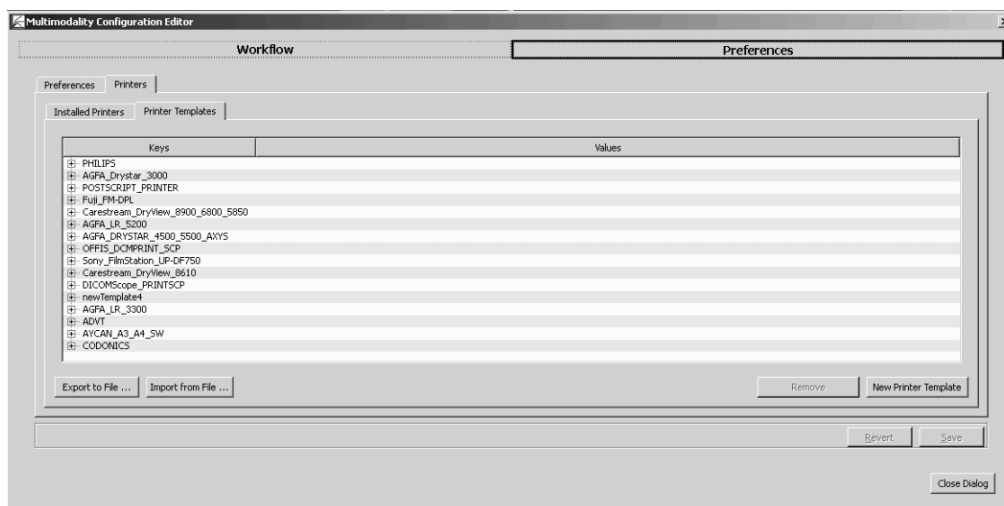 Multimodality Configuration Editor
Workflow Preferences
Preferences Printers
Installed Printers Printer Templates
Keys Values
PHILIPS
AGFA_Drystar_3000
POSTSCRIPT_PRINTER
Fuji_FM-DPL
Carestream_DryView_8900_6800_5850
AGFA_LR_5200
AGFA_DRYSTAR_4500_5500_AXYS
OFFIS_DCMPRINT_SCP
Sony_FilmStation_UP-DF750
Carestream_DryView_8610
DICOMScope_PRINTSCP
newTemplate4
AGFA_LR_3300
ADVT
AYCAN_A3_A4_SW
CODONICS
Export to File ... Import from File ... Remove New Printer Template
Revert Save
Close Dialog